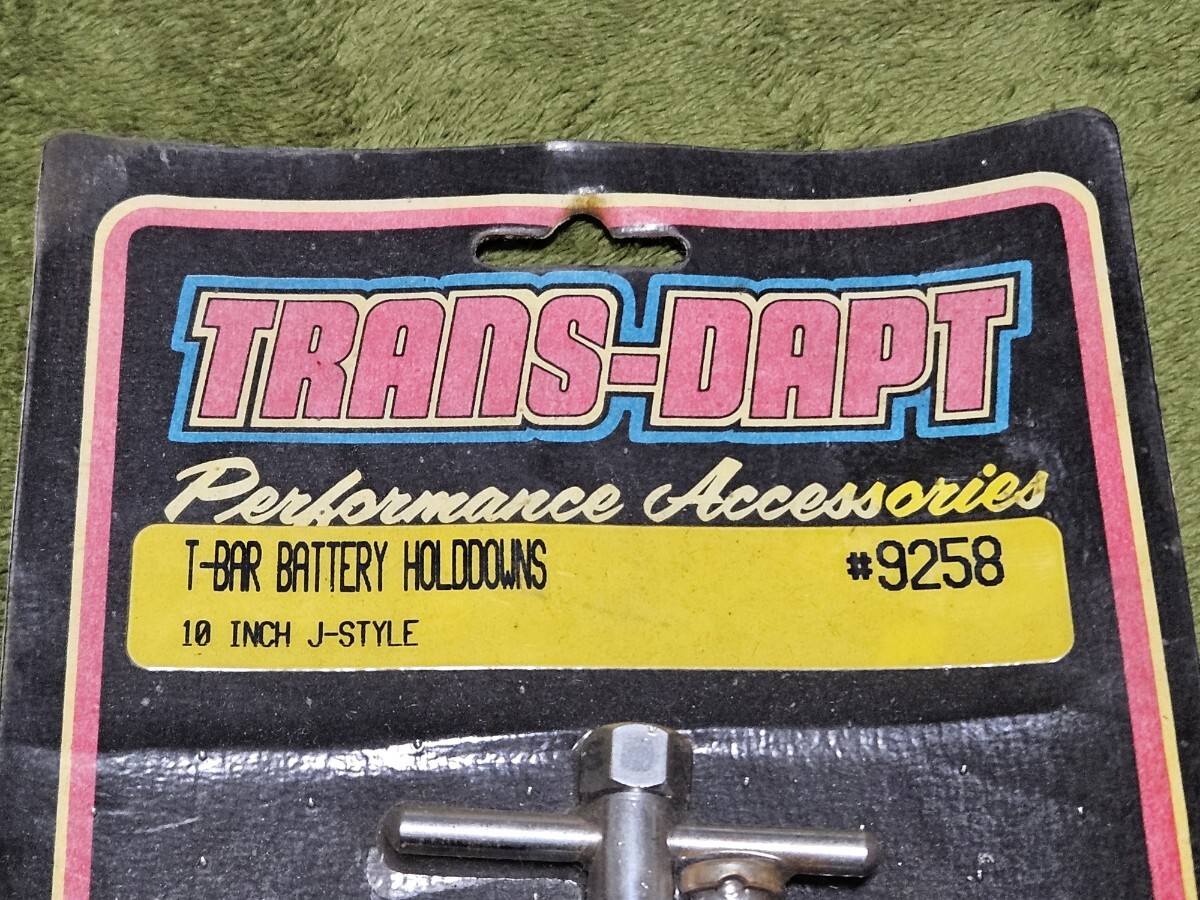 TRANS-DAPT
Performance Accessories
T-BAR BATTERY HOLDDOWNS #9258
10 INCH J-STYLE